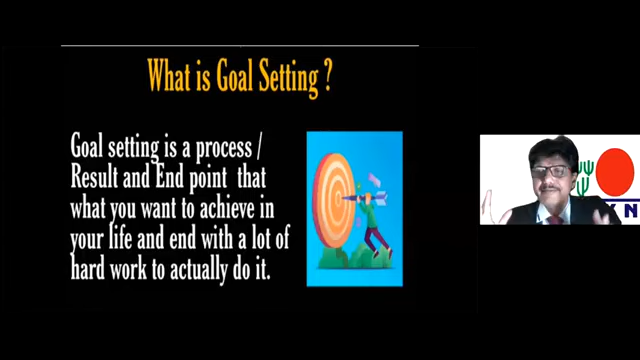 What is Goal Setting ?
Goal setting is a process /
Result and End point that
what you want to achieve in
your life and end with a lot of
hard work to actually do it.